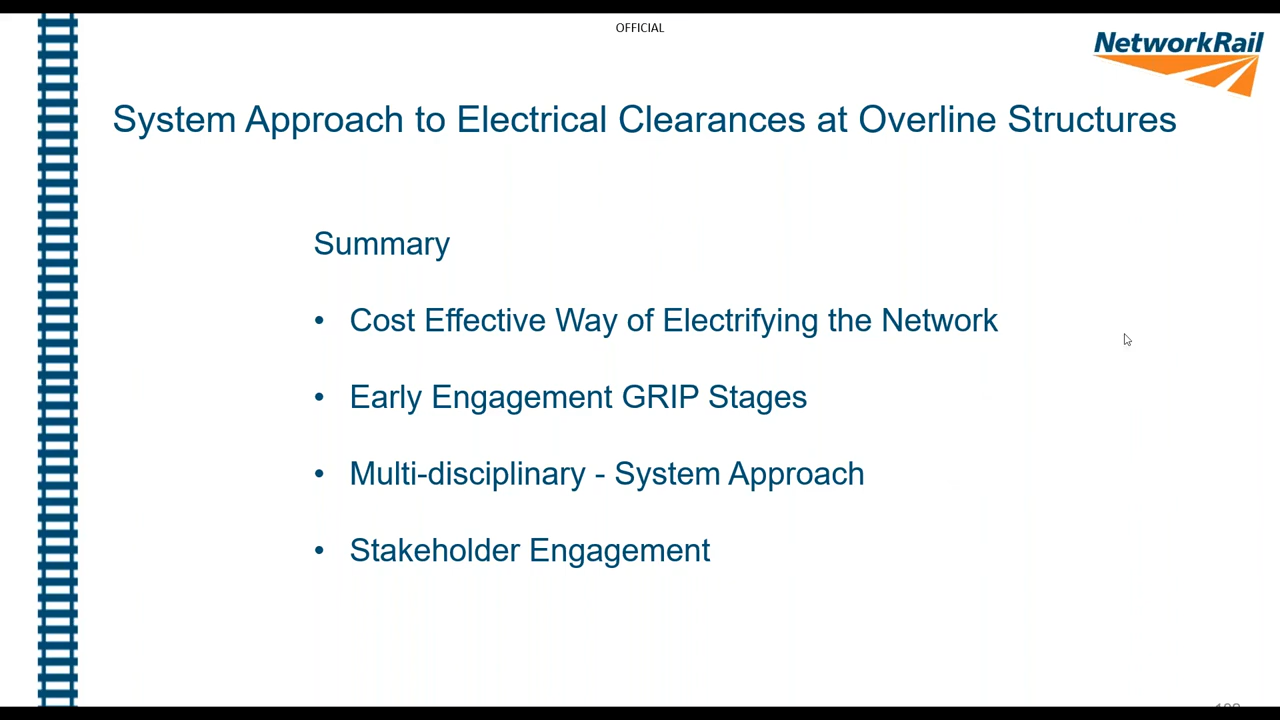 OFFICIAL
NetworkRail
System Approach to Electrical Clearances at Overline Structures
Summary
• Cost Effective Way of Electrifying the Network
• Early Engagement GRIP Stages
• Multi-disciplinary - System Approach
• Stakeholder Engagement